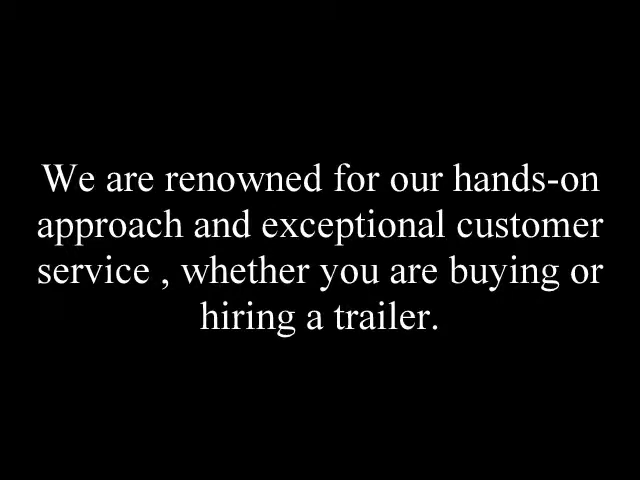 We are renowned for our hands-on
approach and exceptional customer
service , whether you are buying or
hiring a trailer.